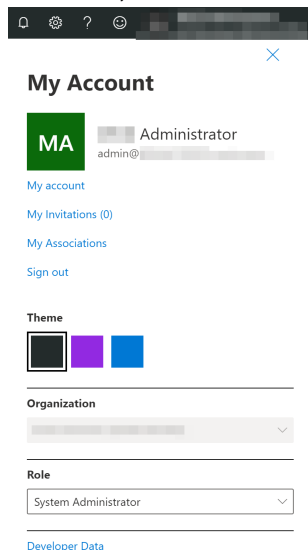 ?
My Account
MA
Administrator
admin@
My account
My Invitations (0)
My Associations
Sign out
Theme
Organization
Role
System Administrator
Developer Data